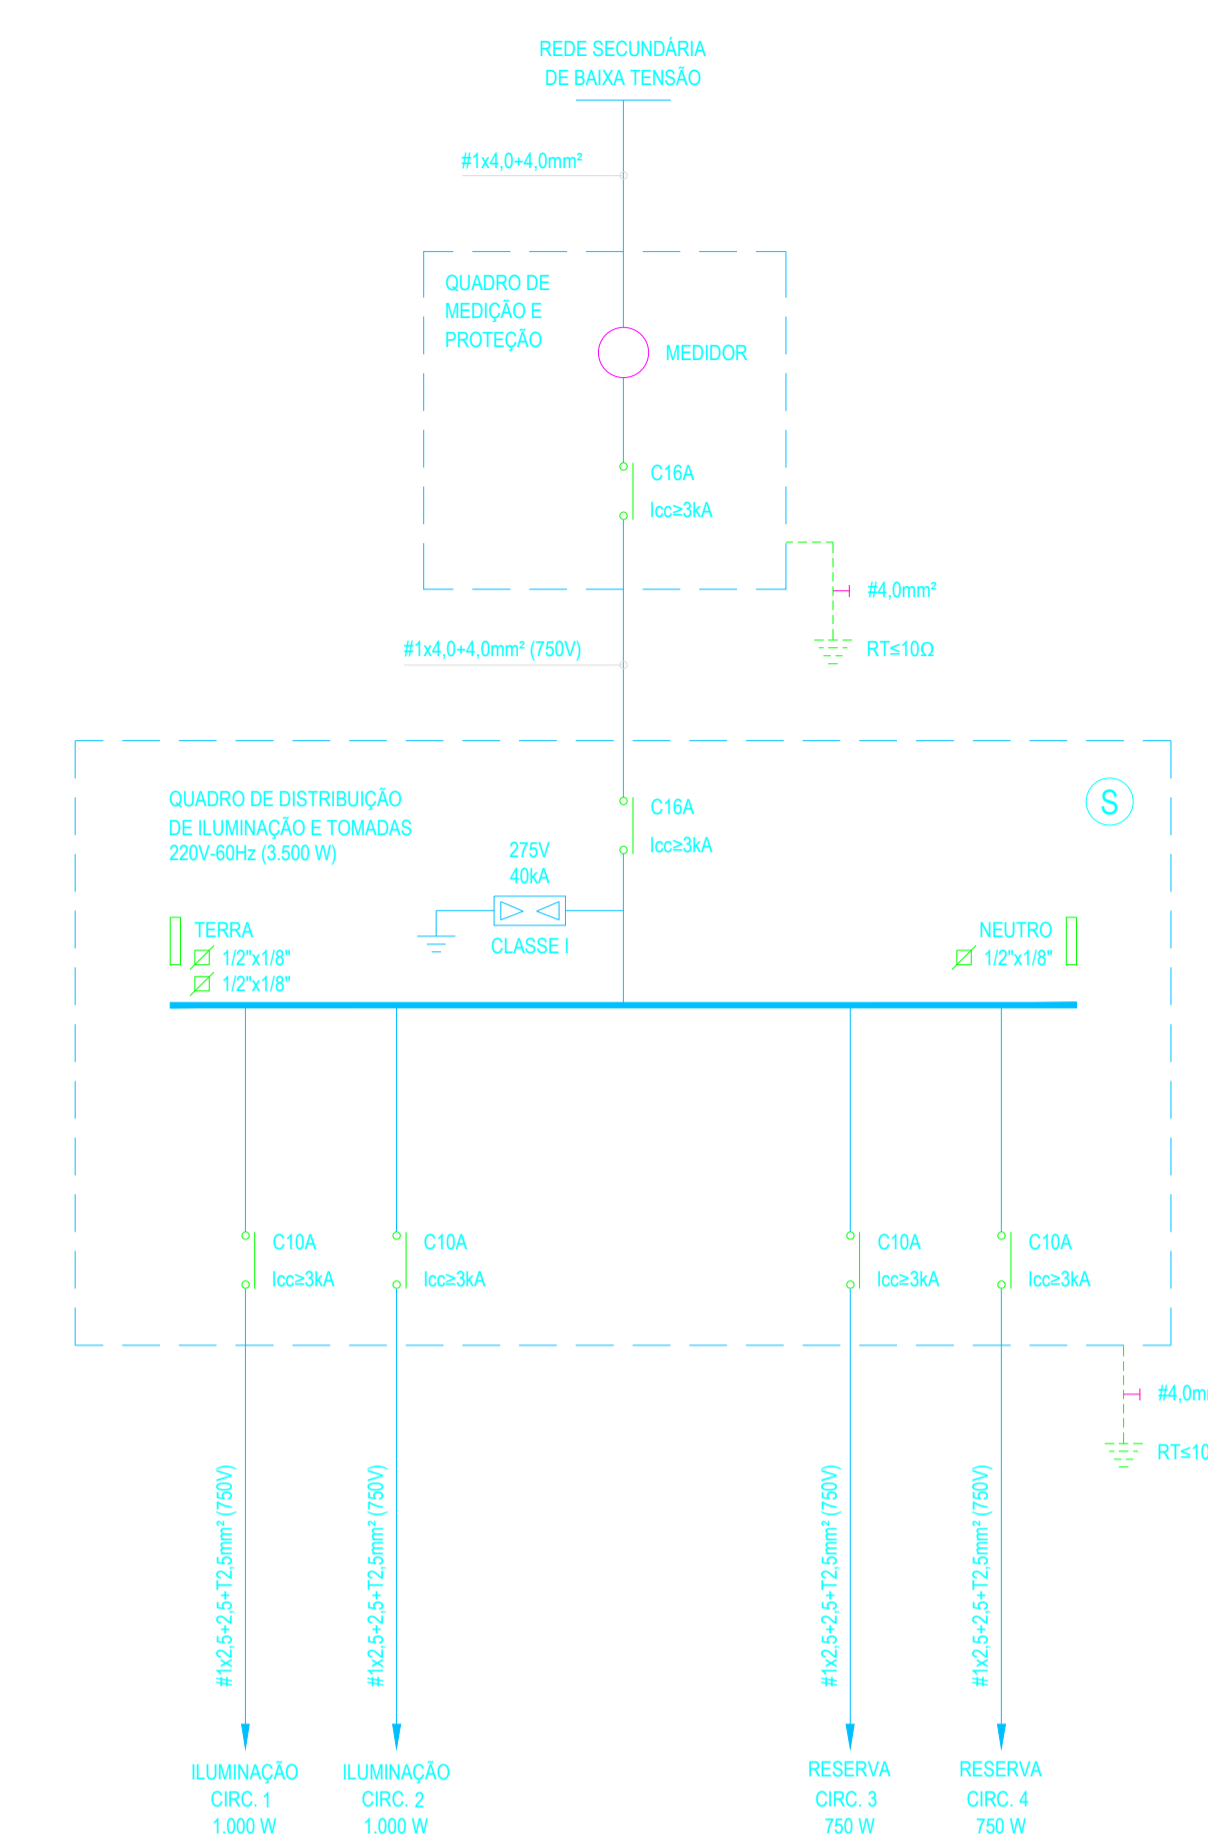 REDE SECUNDÁRIA
DE BAIXA TENSÃO
#1x4,0+4,0mm²
QUADRO DE
MEDIÇÃO E
PROTEÇÃO
MEDIDOR
C16A
Icc≥3kA
#4,0mm²
RT≤10Ω
#1x4,0+4,0mm² (750V)
QUADRO DE DISTRIBUIÇÃO
DE ILUMINAÇÃO E TOMADAS
220V-60Hz (3.500 W)
C16A
Icc≥3kA
S
275V
40kA
CLASSE I
TERRA
1/2"x1/8"
1/2"x1/8"
NEUTRO
1/2"x1/8"
C10A
Icc≥3kA
C10A
Icc≥3kA
C10A
Icc≥3kA
C10A
Icc≥3kA
#4,0m
RT≤10
#1x2,5+2,5+T2,5mm² (750V)
#1x2,5+2,5+T2,5mm² (750V)
#1x2,5+2,5+T2,5mm² (750V)
#1x2,5+2,5+T2,5mm² (750V)
ILUMINAÇÃO
CIRC. 1
1.000 W
ILUMINAÇÃO
CIRC. 2
1.000 W
RESERVA
CIRC. 3
750 W
RESERVA
CIRC. 4
750 W